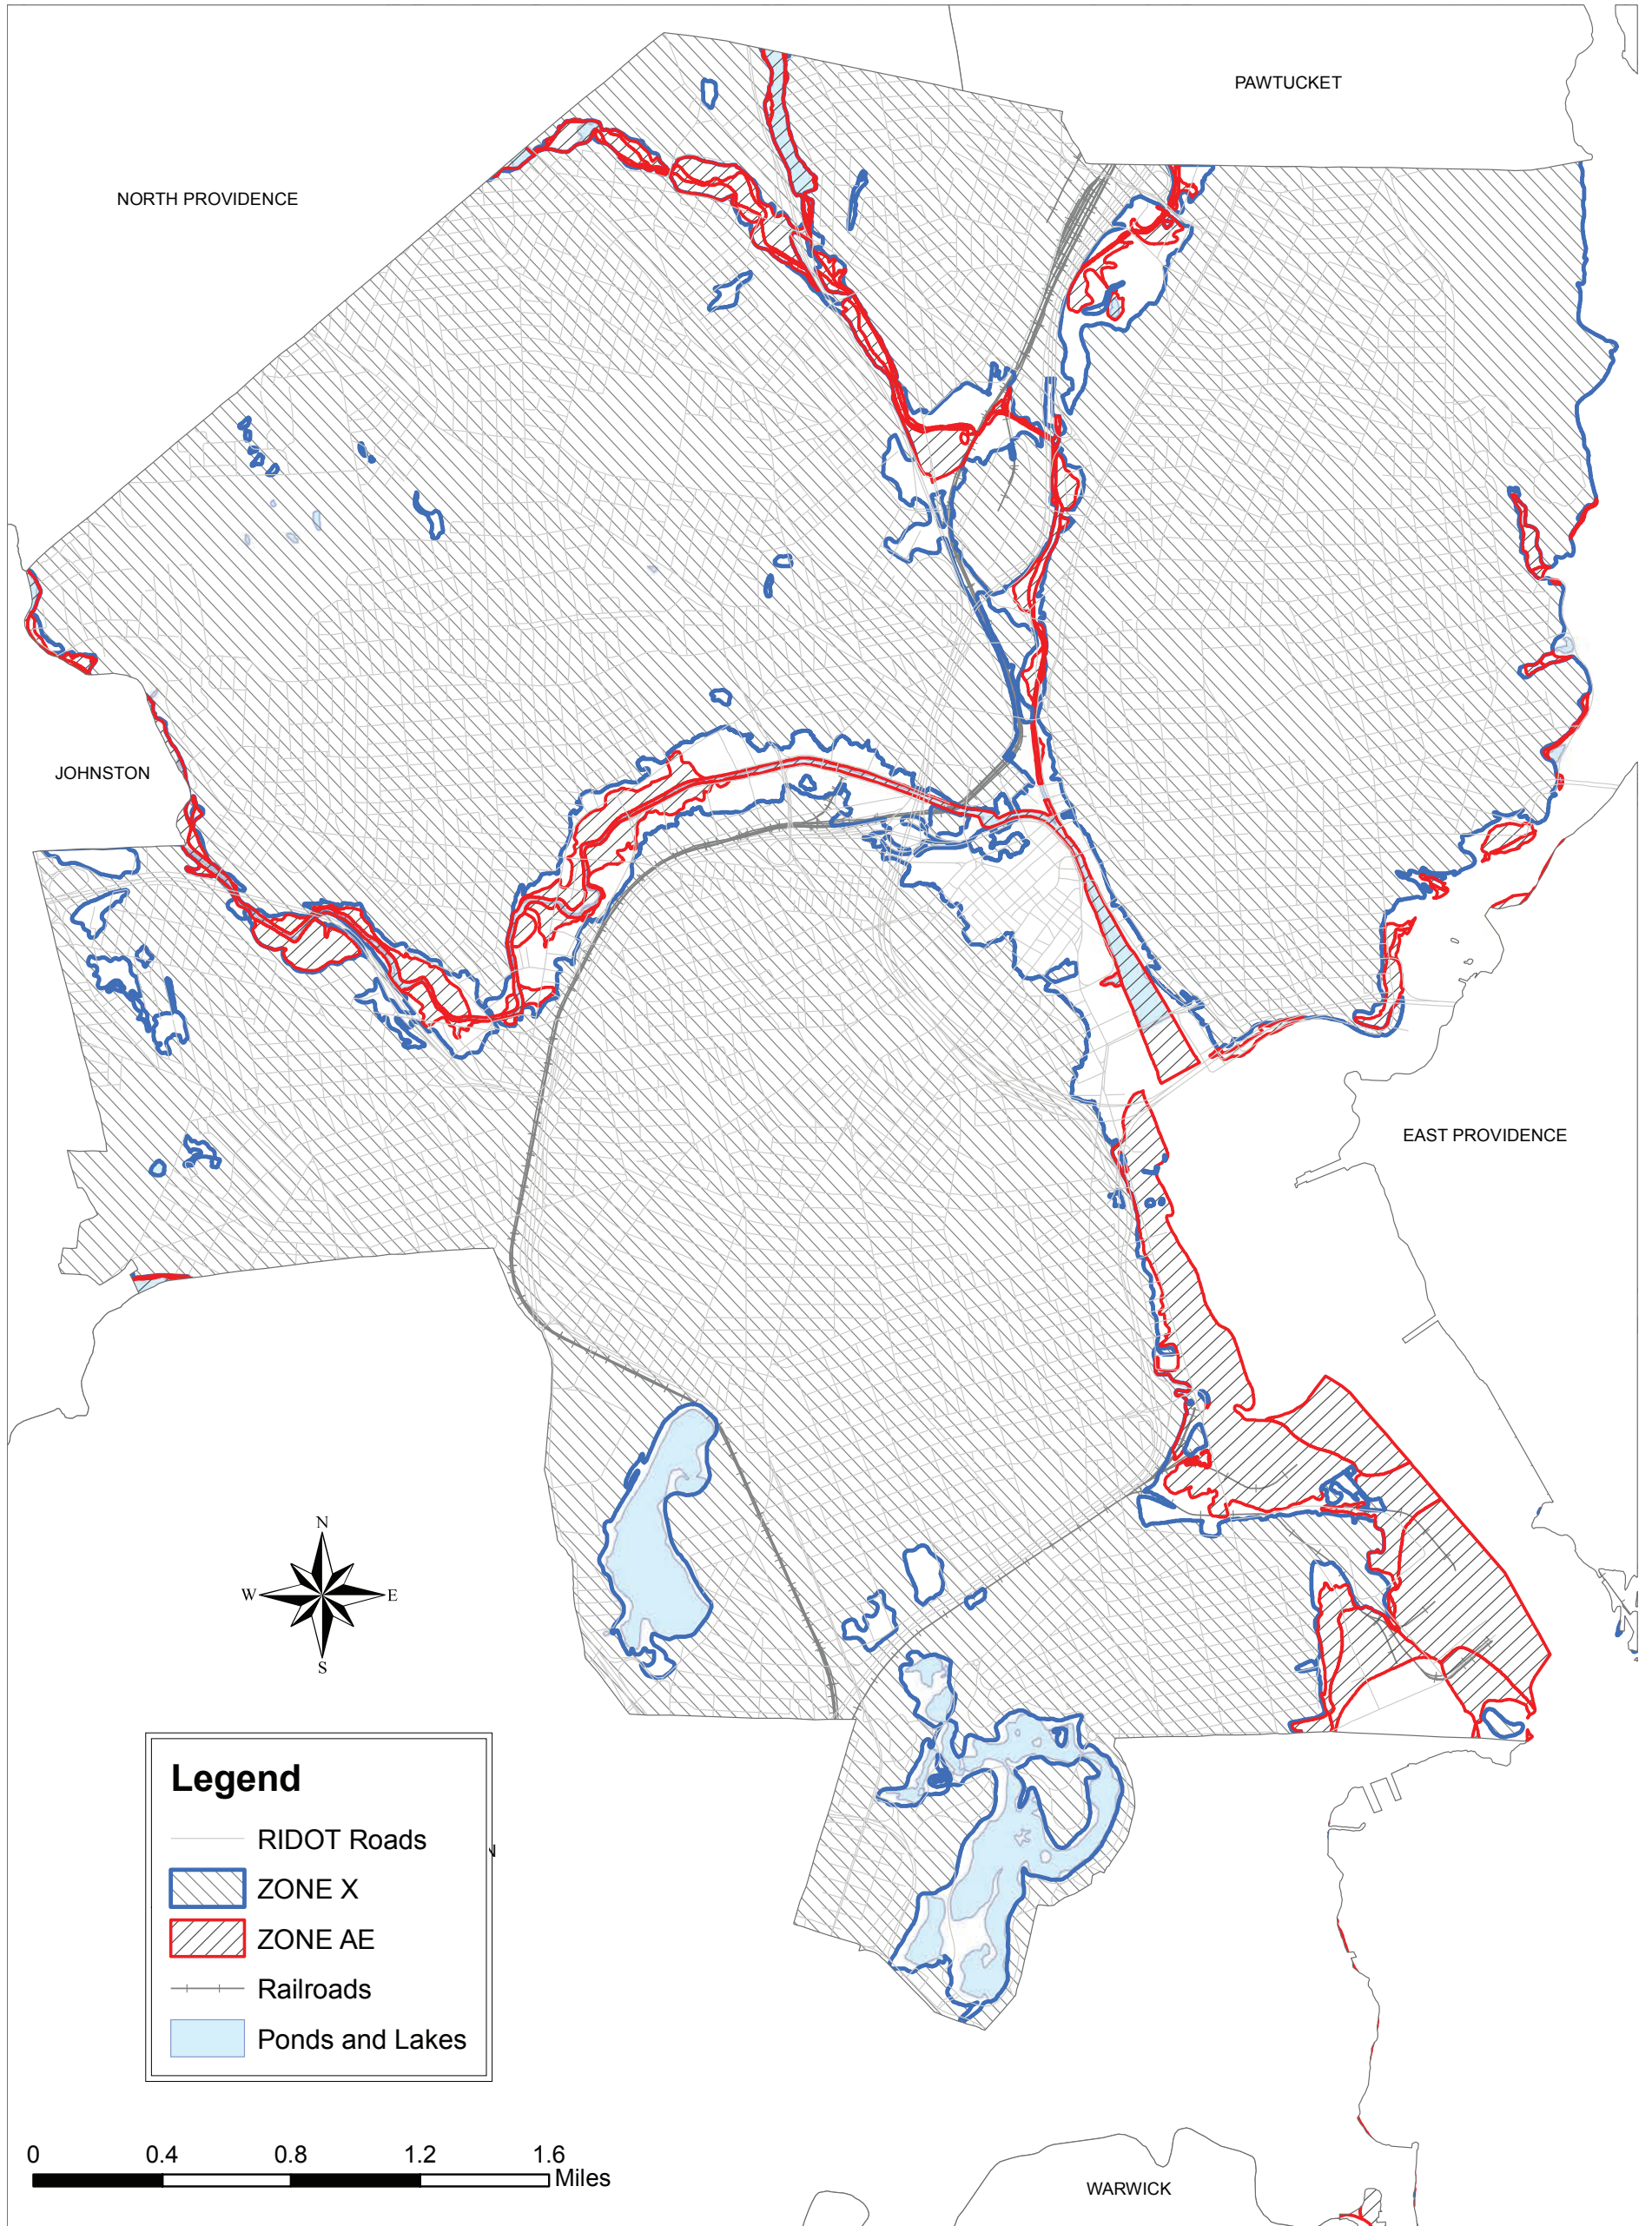 PAWTUCKET
NORTH PROVIDENCE
JOHNSTON
EAST PROVIDENCE
N
W E
S
Legend
RIDOT Roads
ZONE X
ZONE AE
Railroads
Ponds and Lakes
0 0.4 0.8 1.2 1.6
Miles
WARWICK